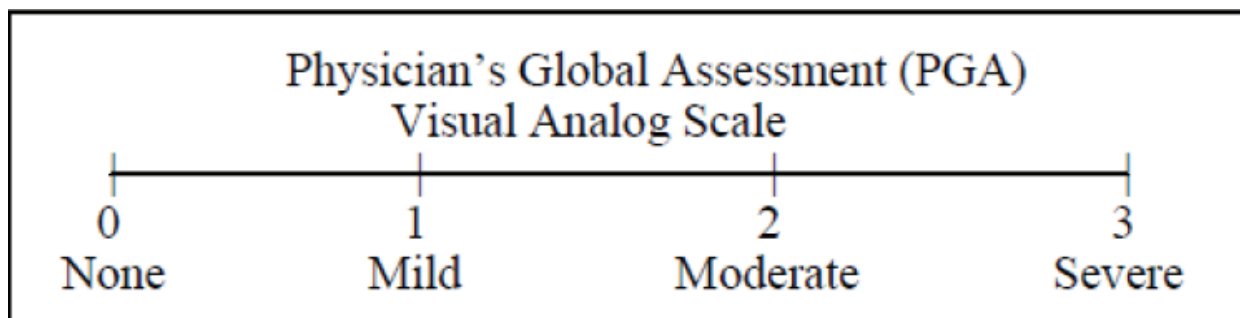 Physician’s Global Assessment (PGA)
Visual Analog Scale
0 1 2 3
None Mild Moderate Severe